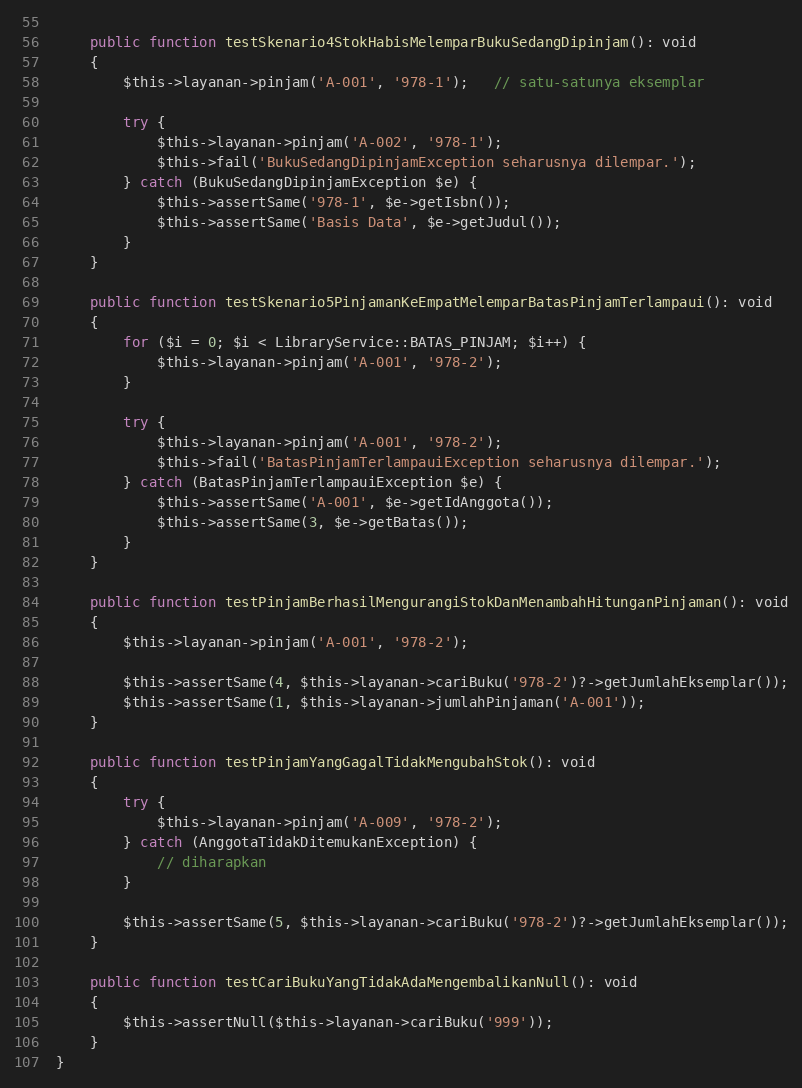 55
56     public function testSkenario4StokHabisMelemparBukuSedangDipinjam(): void
57     {
58         $this->layanan->pinjam('A-001', '978-1');   // satu-satunya eksemplar
59
60         try {
61             $this->layanan->pinjam('A-002', '978-1');
62             $this->fail('BukuSedangDipinjamException seharusnya dilempar.');
63         } catch (BukuSedangDipinjamException $e) {
64             $this->assertSame('978-1', $e->getIsbn());
65             $this->assertSame('Basis Data', $e->getJudul());
66         }
67     }
68
69     public function testSkenario5PinjamanKeEmpatMelemparBatasPinjamTerlampaui(): void
70     {
71         for ($i = 0; $i < LibraryService::BATAS_PINJAM; $i++) {
72             $this->layanan->pinjam('A-001', '978-2');
73         }
74
75         try {
76             $this->layanan->pinjam('A-001', '978-2');
77             $this->fail('BatasPinjamTerlampauiException seharusnya dilempar.');
78         } catch (BatasPinjamTerlampauiException $e) {
79             $this->assertSame('A-001', $e->getIdAnggota());
80             $this->assertSame(3, $e->getBatas());
81         }
82     }
83
84     public function testPinjamBerhasilMengurangiStokDanMenambahHitunganPinjaman(): void
85     {
86         $this->layanan->pinjam('A-001', '978-2');
87
88         $this->assertSame(4, $this->layanan->cariBuku('978-2')?->getJumlahEksemplar());
89         $this->assertSame(1, $this->layanan->jumlahPinjaman('A-001'));
90     }
91
92     public function testPinjamYangGagalTidakMengubahStok(): void
93     {
94         try {
95             $this->layanan->pinjam('A-009', '978-2');
96         } catch (AnggotaTidakDitemukanException) {
97             // diharapkan
98         }
99
100         $this->assertSame(5, $this->layanan->cariBuku('978-2')?->getJumlahEksemplar());
101     }
102
103     public function testCariBukuYangTidakAdaMengembalikanNull(): void
104     {
105         $this->assertNull($this->layanan->cariBuku('999'));
106     }
107 }